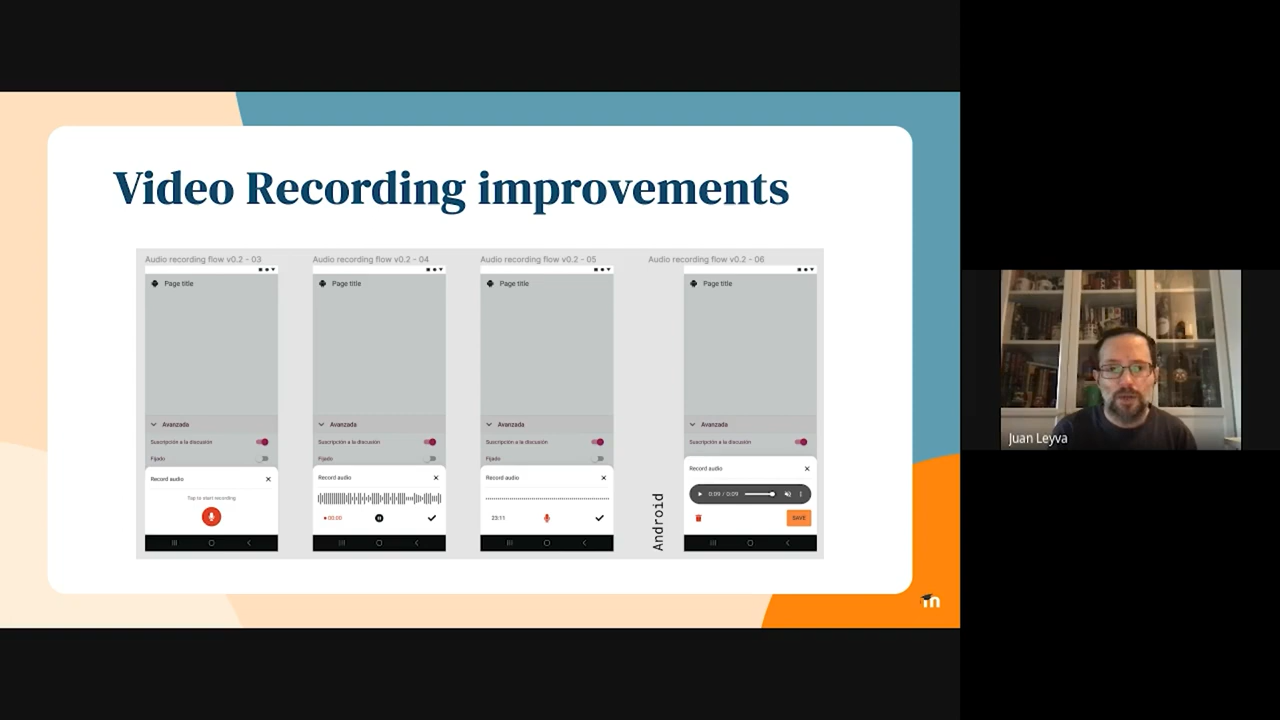 Video Recording improvements
Audio recording flow v0.2 - 03
Page title
Avanzada
Suscripción a la discusión
Fijado
Record audio
Tap to start recording
Audio recording flow v0.2 - 04
Page title
Avanzada
Suscripción a la discusión
Fijado
Record audio
00:00
Audio recording flow v0.2 - 05
Page title
Avanzada
Suscripción a la discusión
Fijado
Record audio
23:11
Android
Audio recording flow v0.2 - 06
Page title
Avanzada
Suscripción a la discusión
Record audio
0:09 / 0:09
SAVE
m
Juan Leyva